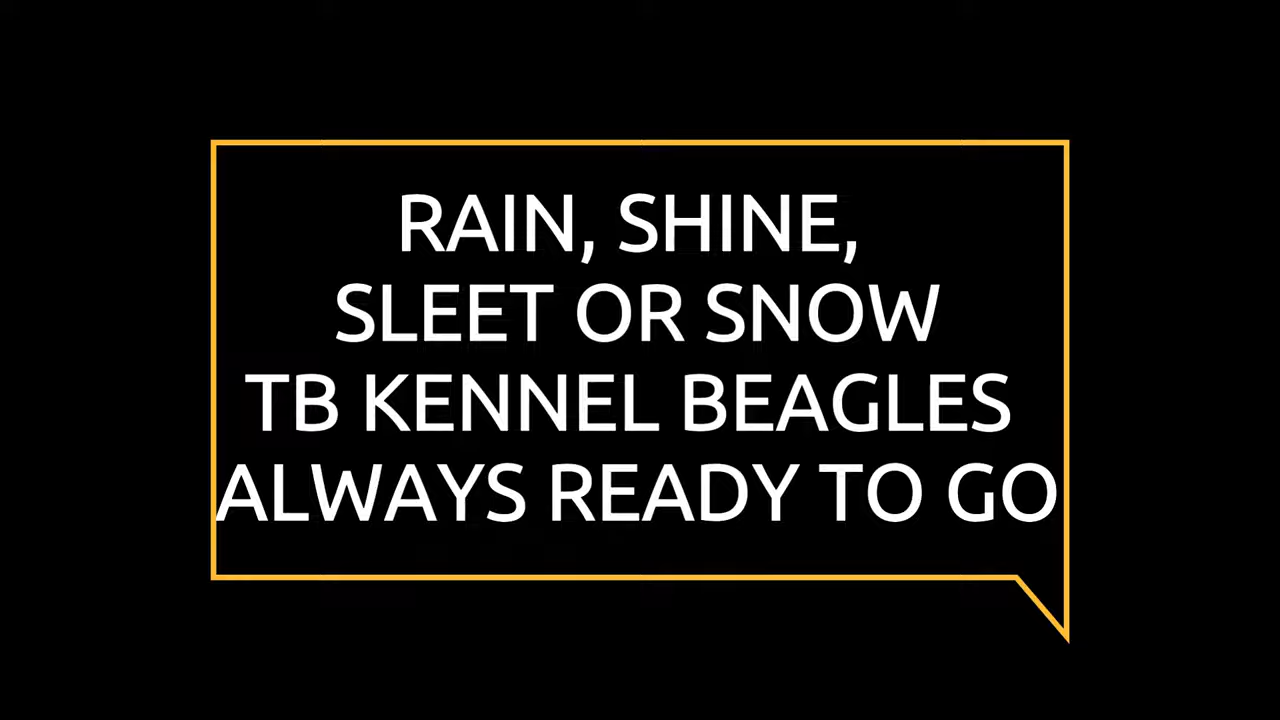 RAIN, SHINE,
SLEET OR SNOW
TB KENNEL BEAGLES
ALWAYS READY TO GO